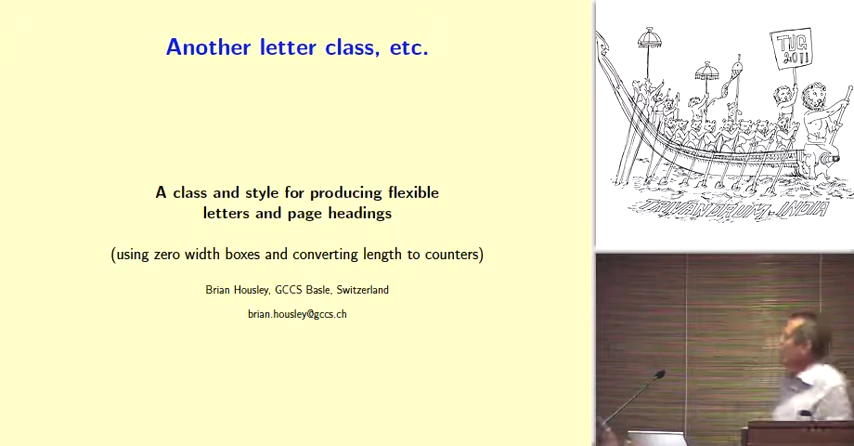 Another letter class, etc.
A class and style for producing flexible
letters and page headings
(using zero width boxes and converting length to counters)
Brian Housley, GCCS Basle, Switzerland
brian.housley@gccs.ch
TUG
2011
TRIVANDRUM - INDIA